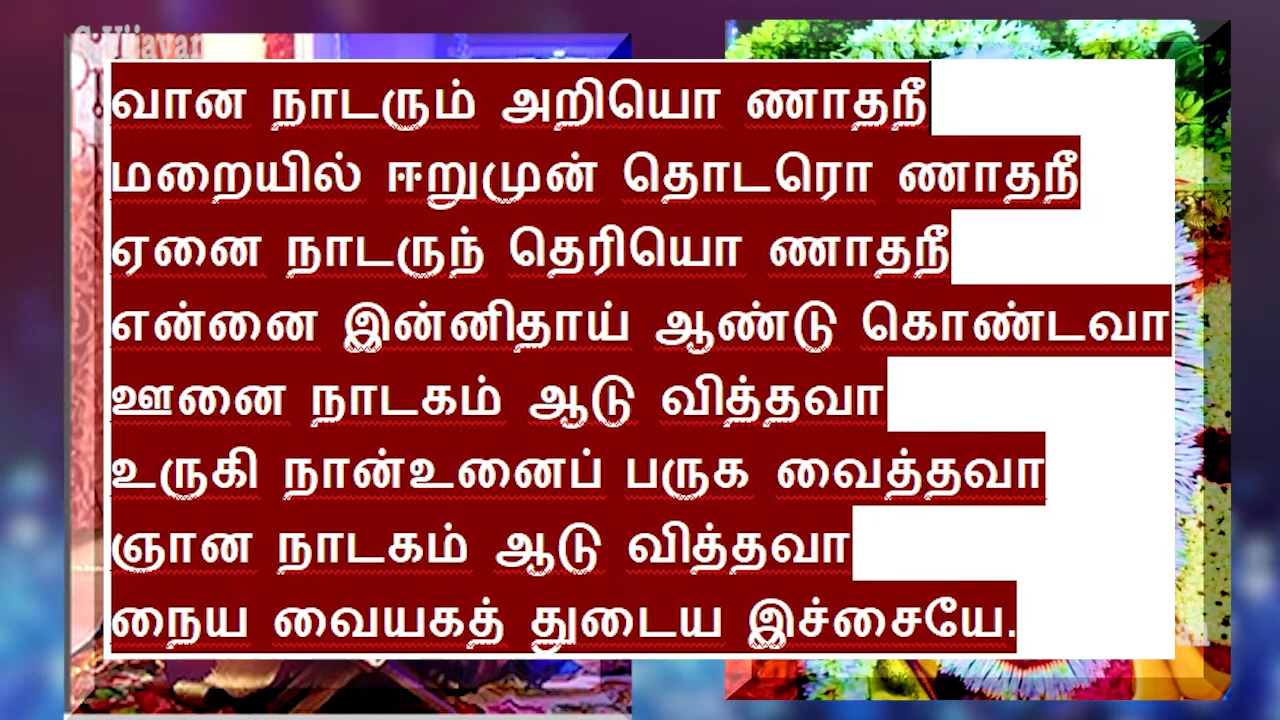 S.Vijayan
வான நாடரும் அறியொ ணாதநீ
மறையில் ஈறுமுன் தொடரொ ணாதநீ
ஏனை நாடருந் தெரியொ ணாதநீ
என்னை இன்னிதாய் ஆண்டு கொண்டவா
ஊனை நாடகம் ஆடு வித்தவா
உருகி நான்உனைப் பருக வைத்தவா
ஞான நாடகம் ஆடு வித்தவா
நைய வையகத் துடைய இச்சையே.